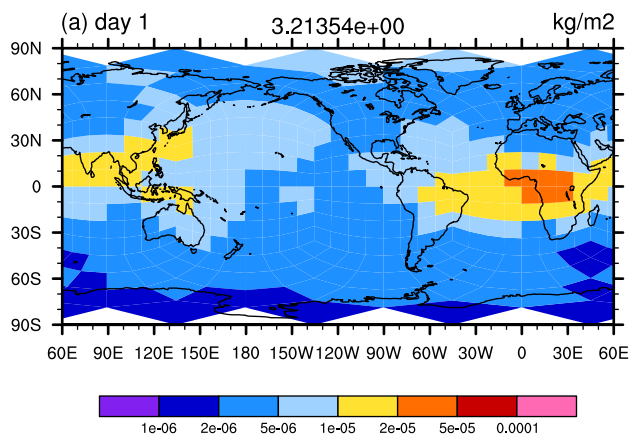 (a) day 1 3.21354e+00 kg/m2
90N
60N
30N
0
30S
60S
90S
60E 90E 120E 150E 180 150W 120W 90W 60W 30W 0 30E 60E
1e-06 2e-06 5e-06 1e-05 2e-05 5e-05 0.0001